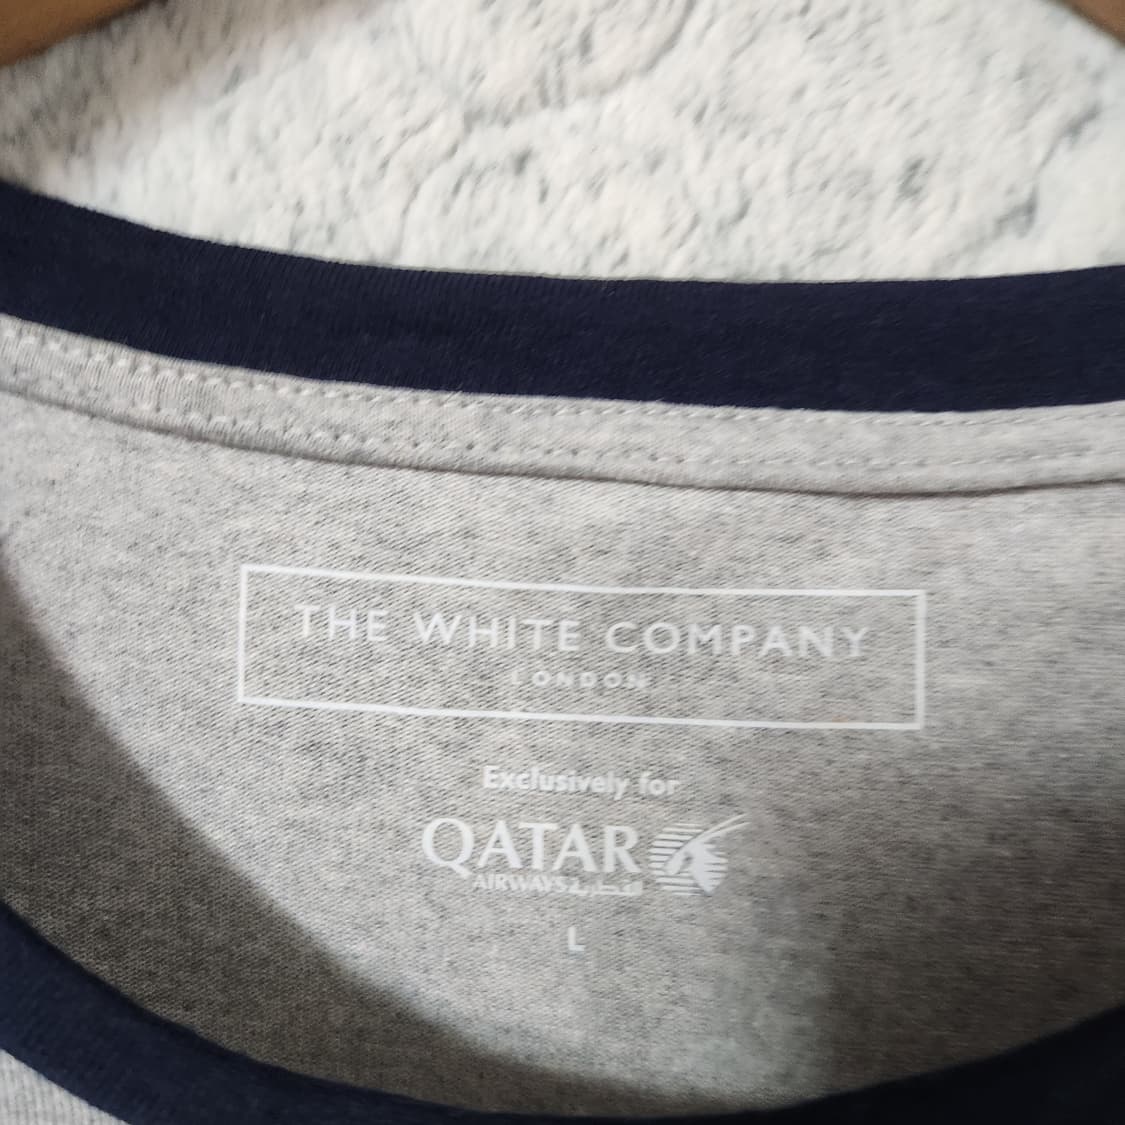 THE WHITE COMPANY
LONDON
Exclusively for
QATAR
AIRWAYS القطرية
L